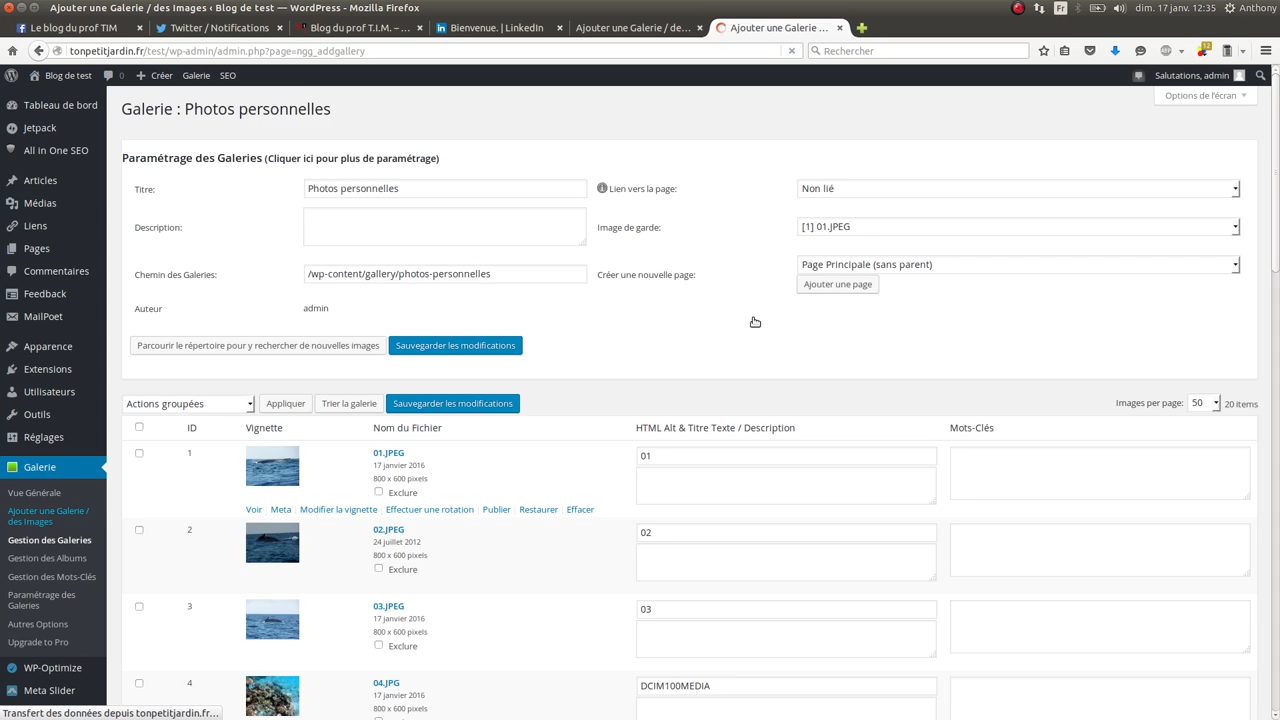 Ajouter une Galerie / des Images ‹ Blog de test — WordPress - Mozilla Firefox
Fr
dim. 17 janv. 12:35
Anthony
Le blog du prof TIM
Twitter / Notifications
Blog du prof T.I.M. – ...
Bienvenue. | LinkedIn
Ajouter une Galerie / de...
Ajouter une Galerie ...
tonpetitjardin.fr/test/wp-admin/admin.php?page=ngg_addgallery
Rechercher
Blog de test
0
Créer
Galerie
SEO
Salutations, admin
Options de l’écran
Tableau de bord
Jetpack
All in One SEO
Articles
Médias
Liens
Pages
Commentaires
Feedback
MailPoet
Apparence
Extensions
Utilisateurs
Outils
Réglages
Galerie
Vue Générale
Ajouter une Galerie /
des Images
Gestion des Galeries
Gestion des Albums
Gestion des Mots-Clés
Paramétrage des
Galeries
Autres Options
Upgrade to Pro
WP-Optimize
Meta Slider
Galerie : Photos personnelles
Paramétrage des Galeries (Cliquer ici pour plus de paramétrage)
Titre: Photos personnelles Lien vers la page: Non lié
Description: Image de garde: [1] 01.JPEG
Chemin des Galeries: /wp-content/gallery/photos-personnelles Créer une nouvelle page: Page Principale (sans parent)
Ajouter une page
Auteur admin
Parcourir le répertoire pour y rechercher de nouvelles images Sauvegarder les modifications
Actions groupées Appliquer Trier la galerie Sauvegarder les modifications Images per page: 50 20 items
ID Vignette Nom du Fichier HTML Alt & Titre Texte / Description Mots-Clés
1 01.JPEG 01
17 janvier 2016
800 x 600 pixels
Exclure
Voir | Meta | Modifier la vignette | Effectuer une rotation | Publier | Restaurer | Effacer
2 02.JPEG 02
24 juillet 2012
800 x 600 pixels
Exclure
3 03.JPEG 03
17 janvier 2016
800 x 600 pixels
Exclure
4 04.JPG DCIM100MEDIA
17 janvier 2016
800 x 600 pixels
Transfert des données depuis tonpetitjardin.fr…